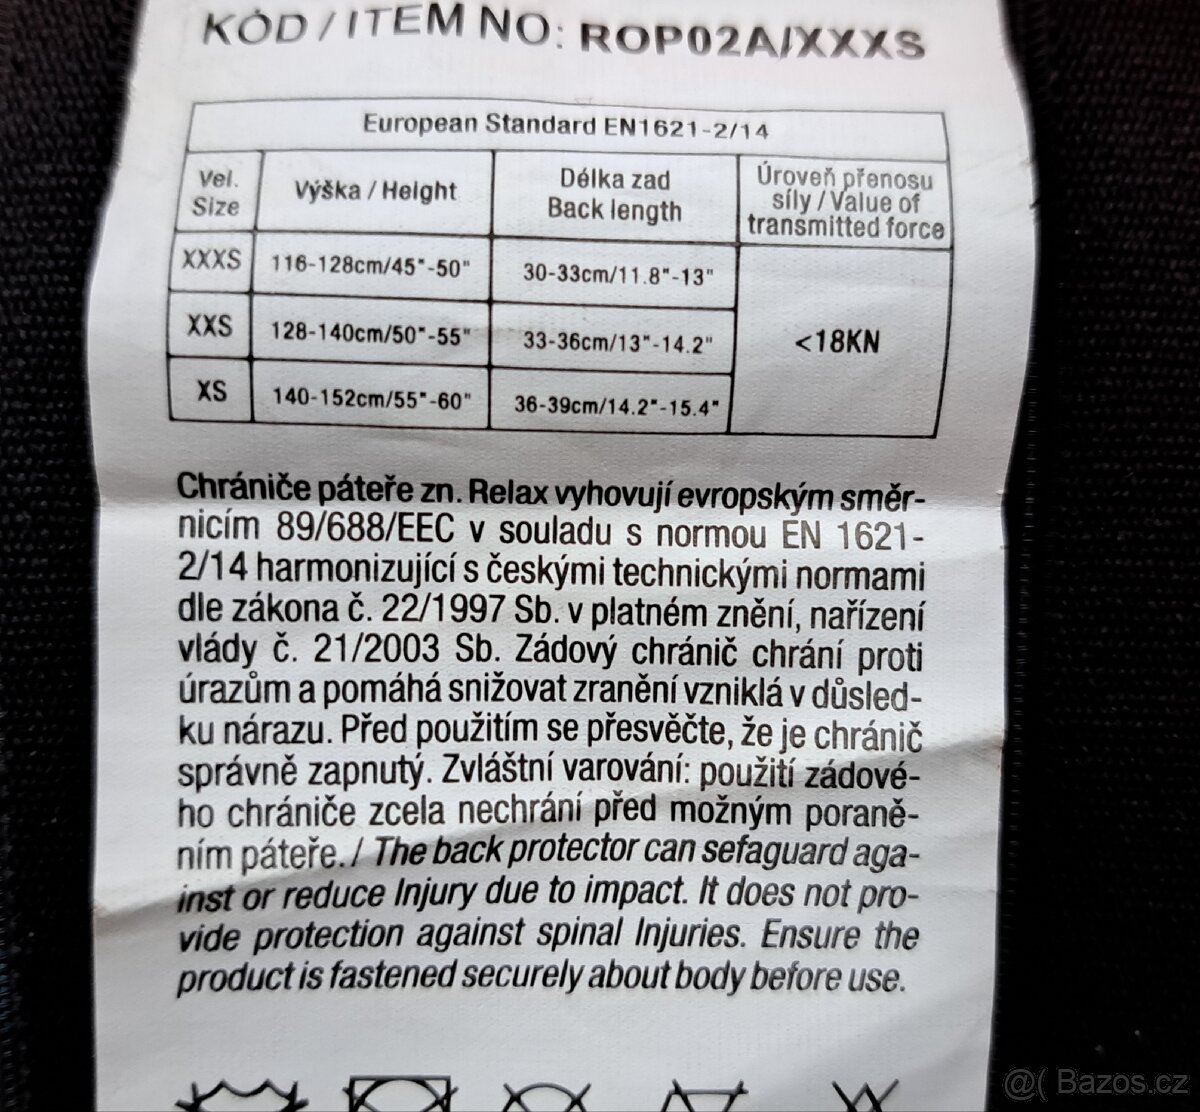 KÓD / ITEM NO: ROP02A/XXXS
European Standard EN1621-2/14
Vel. Size Výška / Height Délka zad Back length Úroveň přenosu síly / Value of transmitted force
XXXS 116-128cm/45"-50" 30-33cm/11.8"-13"
XXS 128-140cm/50"-55" 33-36cm/13"-14.2" <18KN
XS 140-152cm/55"-60" 36-39cm/14.2"-15.4"
Chrániče páteře zn. Relax vyhovují evropským směr-
nicím 89/688/EEC v souladu s normou EN 1621-
2/14 harmonizující s českými technickými normami
dle zákona č. 22/1997 Sb. v platném znění, nařízení
vlády č. 21/2003 Sb. Zádový chránič chrání proti
úrazům a pomáhá snižovat zranění vzniklá v důsled-
ku nárazu. Před použitím se přesvěčte, že je chránič
správně zapnutý. Zvláštní varování: použití zádové-
ho chrániče zcela nechrání před možným poraně-
ním páteře. / The back protector can sefaguard aga-
inst or reduce Injury due to impact. It does not pro-
vide protection against spinal Injuries. Ensure the
product is fastened securely about body before use.
@( Bazos.cz